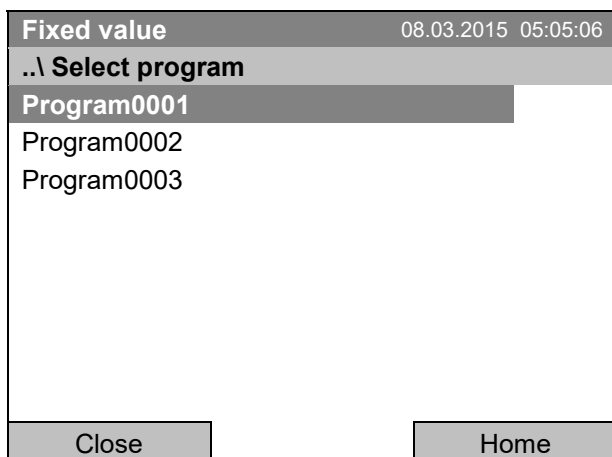 Fixed value 08.03.2015 05:05:06
..\ Select program
Program0001
Program0002
Program0003
Close Home